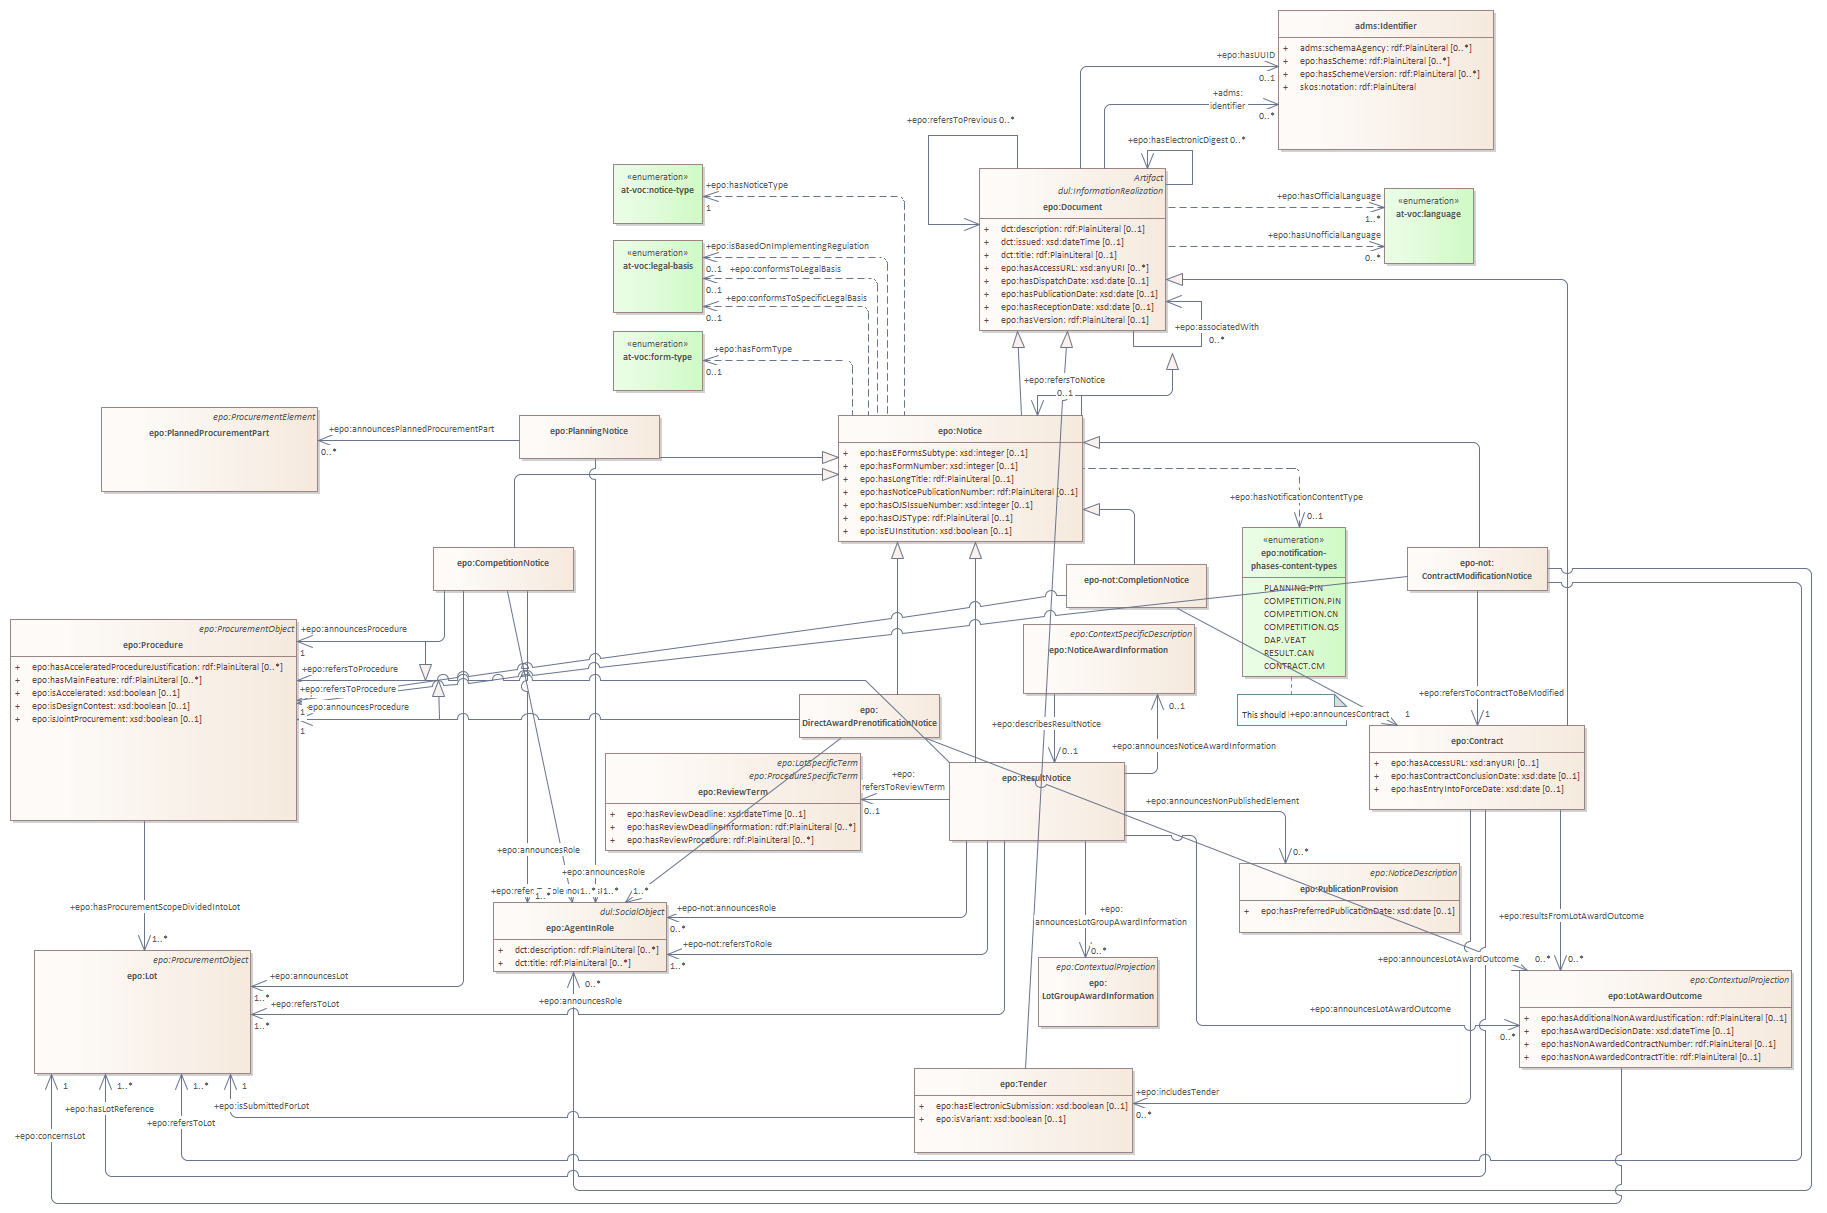 adms:Identifier
+ adms:schemaAgency: rdf:PlainLiteral [0..*]
+ epo:hasScheme: rdf:PlainLiteral [0..*]
+ epo:hasSchemeVersion: rdf:PlainLiteral [0..*]
+ skos:notation: rdf:PlainLiteral
+epo:hasUUID
0..1
+adms:
identifier
0..*
+epo:refersToPrevious 0..*
+epo:hasElectronicDigest 0..*
Artifact
dul:InformationRealization
epo:Document
+ dct:description: rdf:PlainLiteral [0..1]
+ dct:issued: xsd:dateTime [0..1]
+ dct:title: rdf:PlainLiteral [0..1]
+ epo:hasAccessURL: xsd:anyURI [0..*]
+ epo:hasDispatchDate: xsd:date [0..1]
+ epo:hasPublicationDate: xsd:date [0..1]
+ epo:hasReceptionDate: xsd:date [0..1]
+ epo:hasVersion: rdf:PlainLiteral [0..1]
+epo:hasOfficialLanguage
1..*
+epo:hasUnofficialLanguage
0..*
«enumeration»
at-voc:language
«enumeration»
at-voc:notice-type
+epo:hasNoticeType
1
«enumeration»
at-voc:legal-basis
+epo:isBasedOnImplementingRegulation
0..1
+epo:conformsToLegalBasis
0..1
+epo:conformsToSpecificLegalBasis
0..1
«enumeration»
at-voc:form-type
+epo:hasFormType
0..1
+epo:associatedWith
0..*
+epo:refersToNotice
0..1
epo:ProcurementElement
epo:PlannedProcurementPart
+epo:announcesPlannedProcurementPart
0..*
epo:PlanningNotice
epo:Notice
+ epo:hasEFormsSubtype: xsd:integer [0..1]
+ epo:hasFormNumber: xsd:integer [0..1]
+ epo:hasLongTitle: rdf:PlainLiteral [0..1]
+ epo:hasNoticePublicationNumber: rdf:PlainLiteral [0..1]
+ epo:hasOJSIssueNumber: xsd:integer [0..1]
+ epo:hasOJSType: rdf:PlainLiteral [0..1]
+ epo:isEUInstitution: xsd:boolean [0..1]
+epo:hasNotificationContentType
0..1
«enumeration»
epo:notification-
phases-content-types
PLANNING.PIN
COMPETITION.PIN
COMPETITION.CN
COMPETITION.QS
DAP.VEAT
RESULT.CAN
CONTRACT.CM
This should
epo:CompetitionNotice
epo-not:CompletionNotice
epo-not:
ContractModificationNotice
epo:ProcurementObject
epo:Procedure
+ epo:hasAcceleratedProcedureJustification: rdf:PlainLiteral [0..*]
+ epo:hasMainFeature: rdf:PlainLiteral [0..*]
+ epo:isAccelerated: xsd:boolean [0..1]
+ epo:isDesignContest: xsd:boolean [0..1]
+ epo:isJointProcurement: xsd:boolean [0..1]
+epo:announcesProcedure
1
+epo:refersToProcedure
+epo:refersToProcedure
1
+epo:announcesProcedure
1
epo:ContextSpecificDescription
epo:NoticeAwardInformation
0..1
+epo:describesResultNotice
0..1
+epo:announcesNoticeAwardInformation
epo:
DirectAwardPrenotificationNotice
+epo:announcesContract
1
+epo:refersToContractToBeModified
1
epo:Contract
+ epo:hasAccessURL: xsd:anyURI [0..1]
+ epo:hasContractConclusionDate: xsd:date [0..1]
+ epo:hasEntryIntoForceDate: xsd:date [0..1]
epo:LotSpecificTerm
epo:ProcedureSpecificTerm
epo:ReviewTerm
+ epo:hasReviewDeadline: xsd:dateTime [0..1]
+ epo:hasReviewDeadlineInformation: rdf:PlainLiteral [0..*]
+ epo:hasReviewProcedure: rdf:PlainLiteral [0..*]
+epo:
refersToReviewTerm
0..1
epo:ResultNotice
+epo:announcesNonPublishedElement
0..*
epo:NoticeDescription
epo:PublicationProvision
+ epo:hasPreferredPublicationDate: xsd:date [0..1]
+epo:announcesRole
+epo:announcesRole
1..*
1..*
1..*
dul:SocialObject
epo:AgentInRole
+ dct:description: rdf:PlainLiteral [0..*]
+ dct:title: rdf:PlainLiteral [0..*]
+epo-not:announcesRole
0..*
+epo-not:refersToRole
1..*
0..*
+epo:announcesRole
+epo:hasProcurementScopeDividedIntoLot
1..*
epo:ProcurementObject
epo:Lot
+epo:announcesLot
1..*
+epo:refersToLot
1..*
+epo:
announcesLotGroupAwardInformation
0..*
epo:ContextualProjection
epo:
LotGroupAwardInformation
+epo:resultsFromLotAwardOutcome
0..*
+epo:announcesLotAwardOutcome
0..*
+epo:announcesLotAwardOutcome
0..*
epo:ContextualProjection
epo:LotAwardOutcome
+ epo:hasAdditionalNonAwardJustification: rdf:PlainLiteral [0..1]
+ epo:hasAwardDecisionDate: xsd:dateTime [0..1]
+ epo:hasNonAwardedContractNumber: rdf:PlainLiteral [0..1]
+ epo:hasNonAwardedContractTitle: rdf:PlainLiteral [0..1]
epo:Tender
+ epo:hasElectronicSubmission: xsd:boolean [0..1]
+ epo:isVariant: xsd:boolean [0..1]
+epo:includesTender
0..*
1
+epo:concernsLot
1..*
+epo:hasLotReference
1..*
+epo:refersToLot
1
+epo:isSubmittedForLot